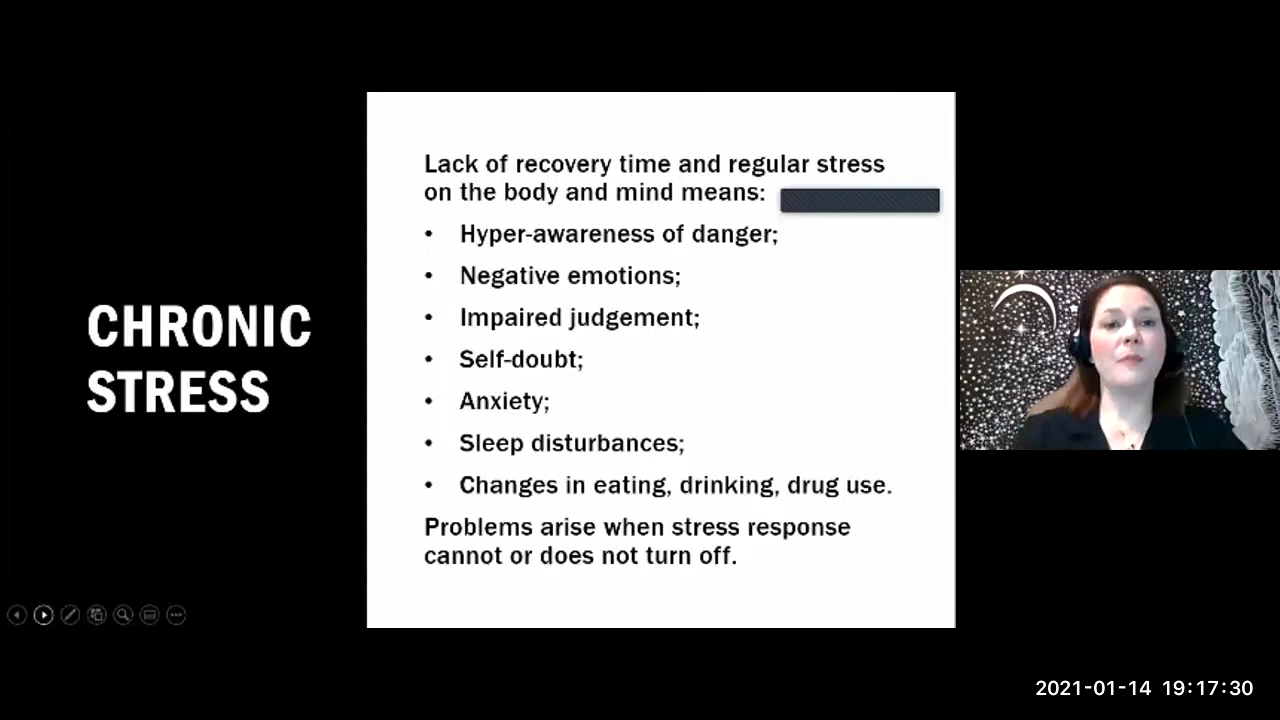 CHRONIC
STRESS
Lack of recovery time and regular stress
on the body and mind means:
• Hyper-awareness of danger;
• Negative emotions;
• Impaired judgement;
• Self-doubt;
• Anxiety;
• Sleep disturbances;
• Changes in eating, drinking, drug use.
Problems arise when stress response
cannot or does not turn off.
2021-01-14 19:17:30